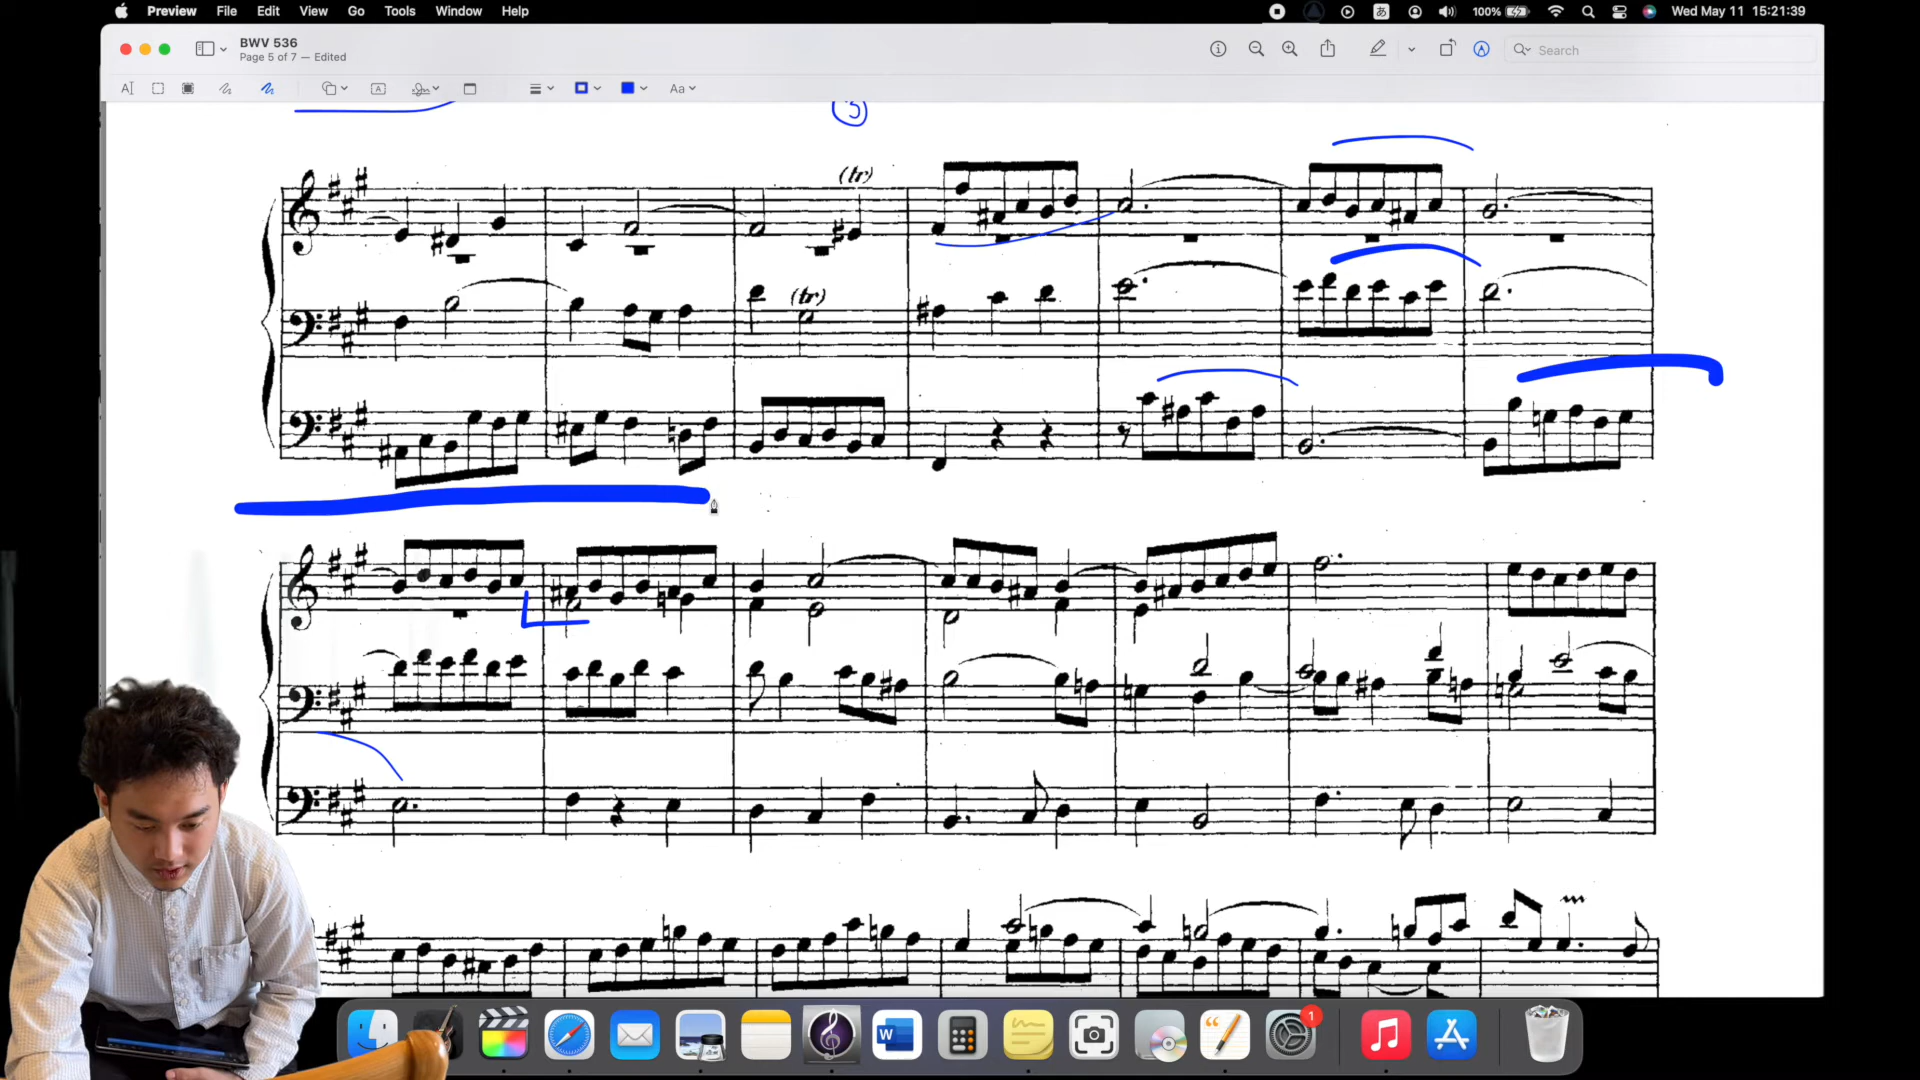 Preview File Edit View Go Tools Window Help 100% Wed May 11 15:21:39
BWV 536
Page 5 of 7 — Edited
Search
A Aa
3
(tr)
(tr)
W
1